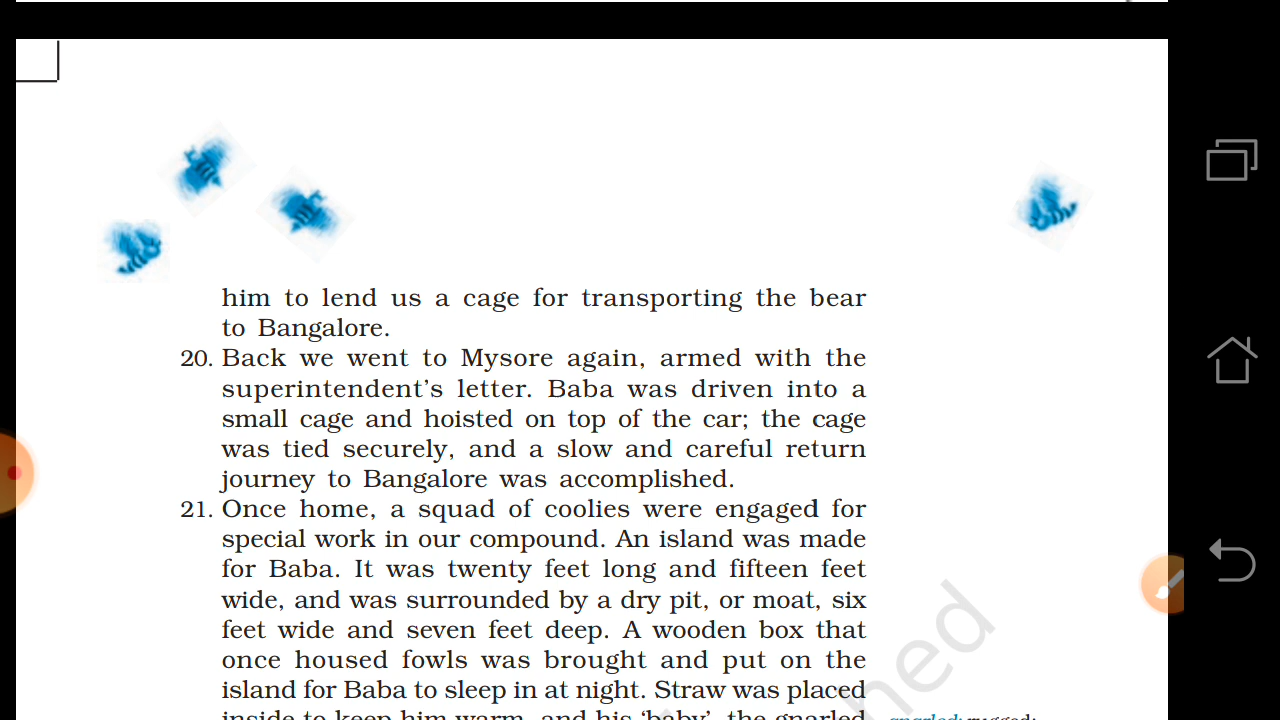 him to lend us a cage for transporting the bear
to Bangalore.
20. Back we went to Mysore again, armed with the
superintendent's letter. Baba was driven into a
small cage and hoisted on top of the car; the cage
was tied securely, and a slow and careful return
journey to Bangalore was accomplished.
21. Once home, a squad of coolies were engaged for
special work in our compound. An island was made
for Baba. It was twenty feet long and fifteen feet
wide, and was surrounded by a dry pit, or moat, six
feet wide and seven feet deep. A wooden box that
once housed fowls was brought and put on the
island for Baba to sleep in at night. Straw was placed
inside to keep him warm, and his 'baby', the gnarled
gnarled: rugged;
hed